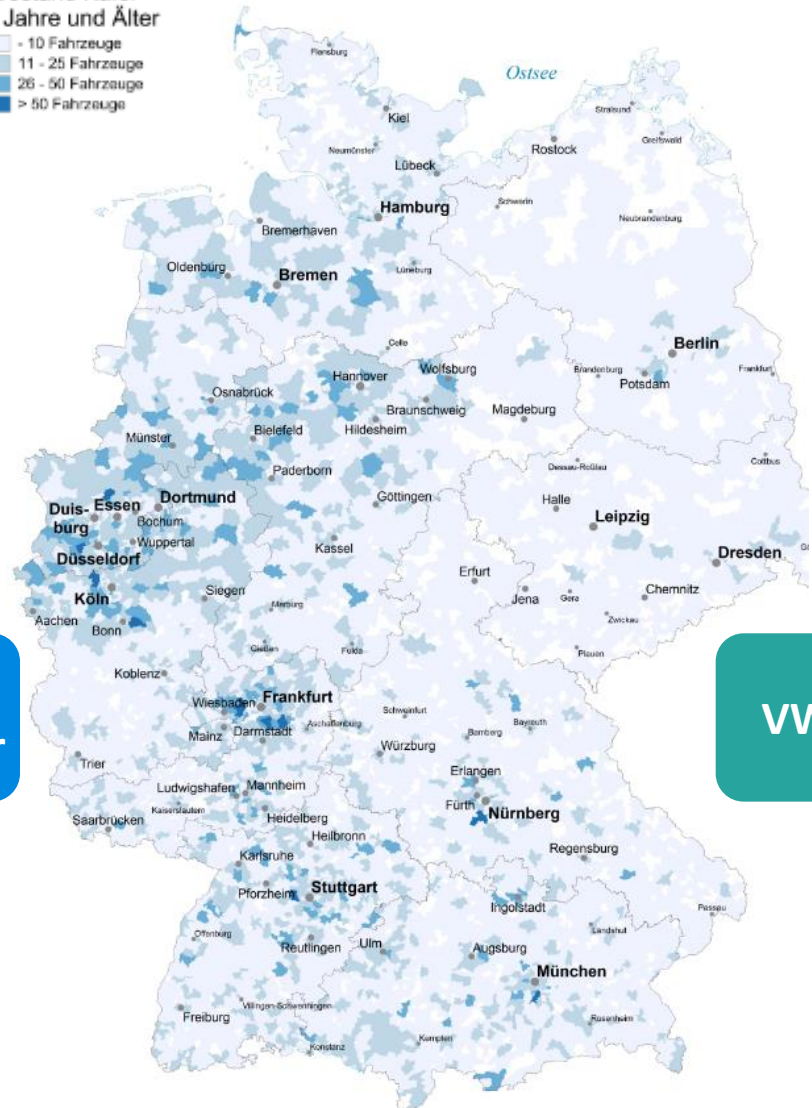 Jahre und Älter
- 10 Fahrzeuge
11 - 25 Fahrzeuge
26 - 50 Fahrzeuge
> 50 Fahrzeuge
Ostsee
Flensburg
Kiel
Stralsund
Greifswald
Rostock
Neumünster
Lübeck
Schwerin
Neubrandenburg
Hamburg
Bremerhaven
Oldenburg
Bremen
Lüneburg
Celle
Berlin
Brandenburg
Potsdam
Frankfurt
Wolfsburg
Hannover
Osnabrück
Braunschweig
Magdeburg
Münster
Bielefeld
Hildesheim
Paderborn
Dessau-Roßlau
Cottbus
Göttingen
Halle
Leipzig
Duis-
burg
Essen
Dortmund
Bochum
Wuppertal
Düsseldorf
Kassel
Dresden
Erfurt
Köln
Siegen
Jena
Gera
Chemnitz
Aachen
Bonn
Marburg
Zwickau
Gießen
Fulda
Plauen
Koblenz
Wiesbaden
Frankfurt
Schweinfurt
Aschaffenburg
Mainz
Darmstadt
Bamberg
Bayreuth
Würzburg
Trier
VW
Erlangen
Ludwigshafen
Mannheim
Fürth
Nürnberg
Kaiserslautern
Saarbrücken
Heidelberg
Heilbronn
Regensburg
Karlsruhe
Pforzheim
Stuttgart
Ingolstadt
Passau
Landshut
Offenburg
Reutlingen
Ulm
Augsburg
München
Villingen-Schwenningen
Freiburg
Rosenheim
Kempten
Konstanz